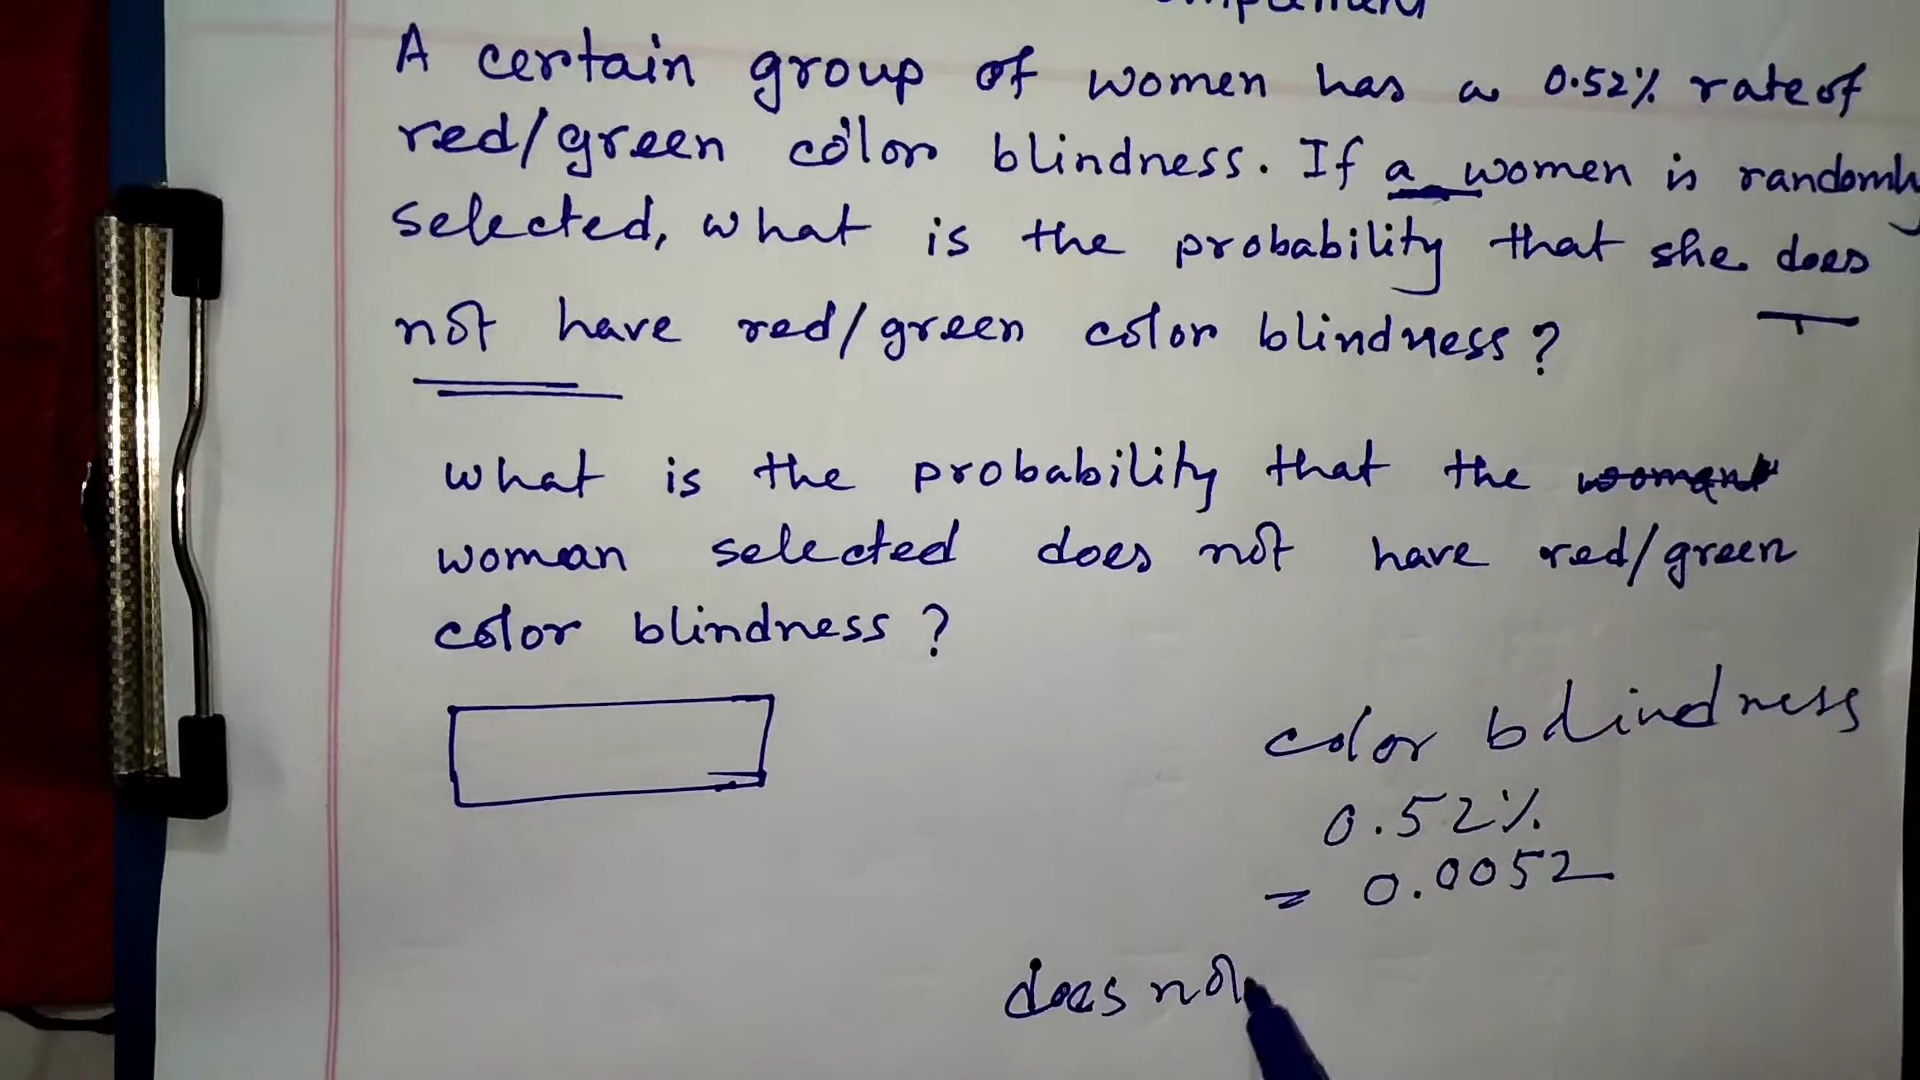 A certain group of women has a 0.52% rate of
red/green color blindness. If a women is randomly
selected, what is the probability that she does
not have red/green color blindness?
what is the probability that the
woman selected does not have red/green
color blindness?
color blindness
0.52%
= 0.0052
does not